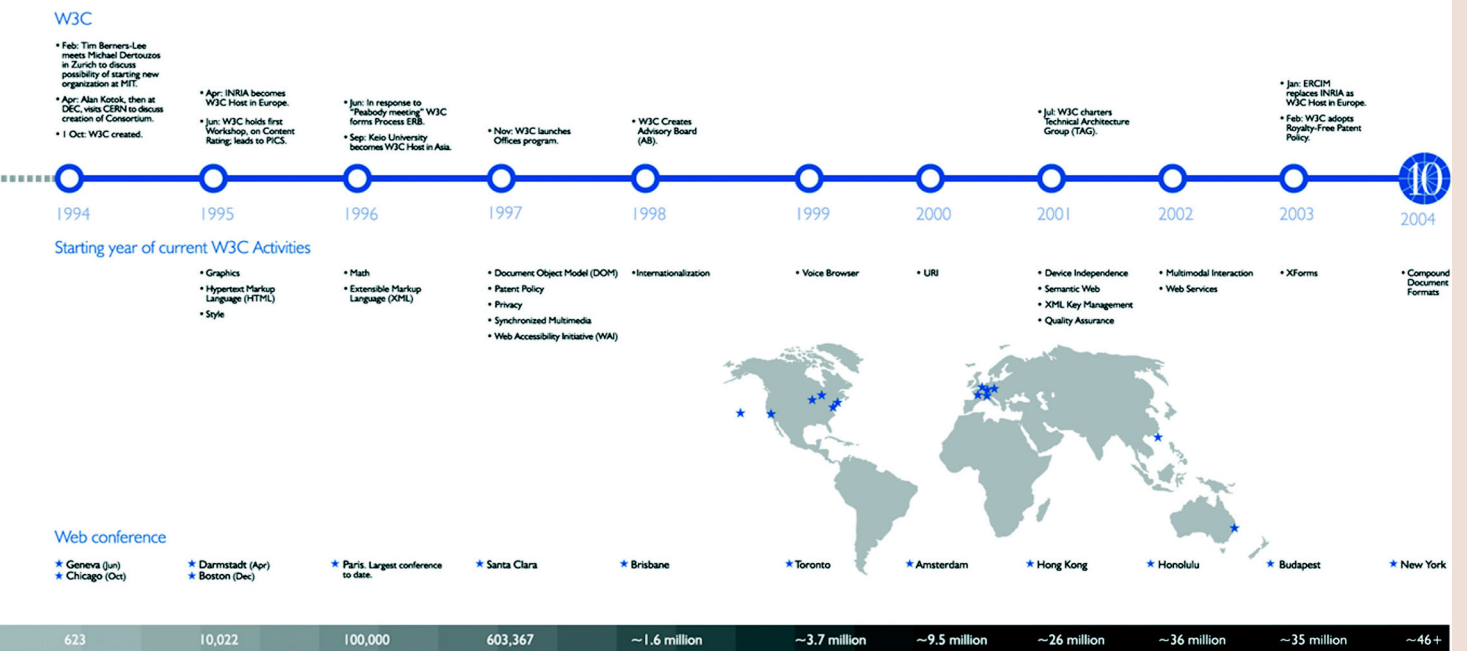 W3C
• Feb: Tim Berners-Lee
meets Michael Dertouzos
in Zurich to discuss
possibility of starting new
organization at MIT.
• Apr: Alan Kotok, then at
DEC, visits CERN to discuss
creation of Consortium.
• 1 Oct: W3C created.
• Apr: INRIA becomes
W3C Host in Europe.
• Jun: W3C holds first
Workshop, on Content
Rating; leads to PICS.
• Jun: In response to
"Peabody meeting" W3C
forms Process ERB.
• Sep: Keio University
becomes W3C Host in Asia.
• Nov: W3C launches
Offices program.
• W3C Creates
Advisory Board
(AB).
• Jul: W3C charters
Technical Architecture
Group (TAG).
• Jan: ERCIM
replaces INRIA as
W3C Host in Europe.
• Feb: W3C adopts
Royalty-Free Patent
Policy.
10
1994 1995 1996 1997 1998 1999 2000 2001 2002 2003 2004
Starting year of current W3C Activities
• Graphics
• Hypertext Markup
Language (HTML)
• Style
• Math
• Extensible Markup
Language (XML)
• Document Object Model (DOM)
• Patent Policy
• Privacy
• Synchronized Multimedia
• Web Accessibility Initiative (WAI)
• Internationalization
• Voice Browser
• URI
• Device Independence
• Semantic Web
• XML Key Management
• Quality Assurance
• Multimodal Interaction
• Web Services
• XForms
• Compound
Document
Formats
Web conference
★ Geneva (Jun)
★ Chicago (Oct)
★ Darmstadt (Apr)
★ Boston (Dec)
★ Paris. Largest conference
to date.
★ Santa Clara
★ Brisbane
★ Toronto
★ Amsterdam
★ Hong Kong
★ Honolulu
★ Budapest
★ New York
623 10,022 100,000 603,367 ~1.6 million ~3.7 million ~9.5 million ~26 million ~36 million ~35 million ~46+